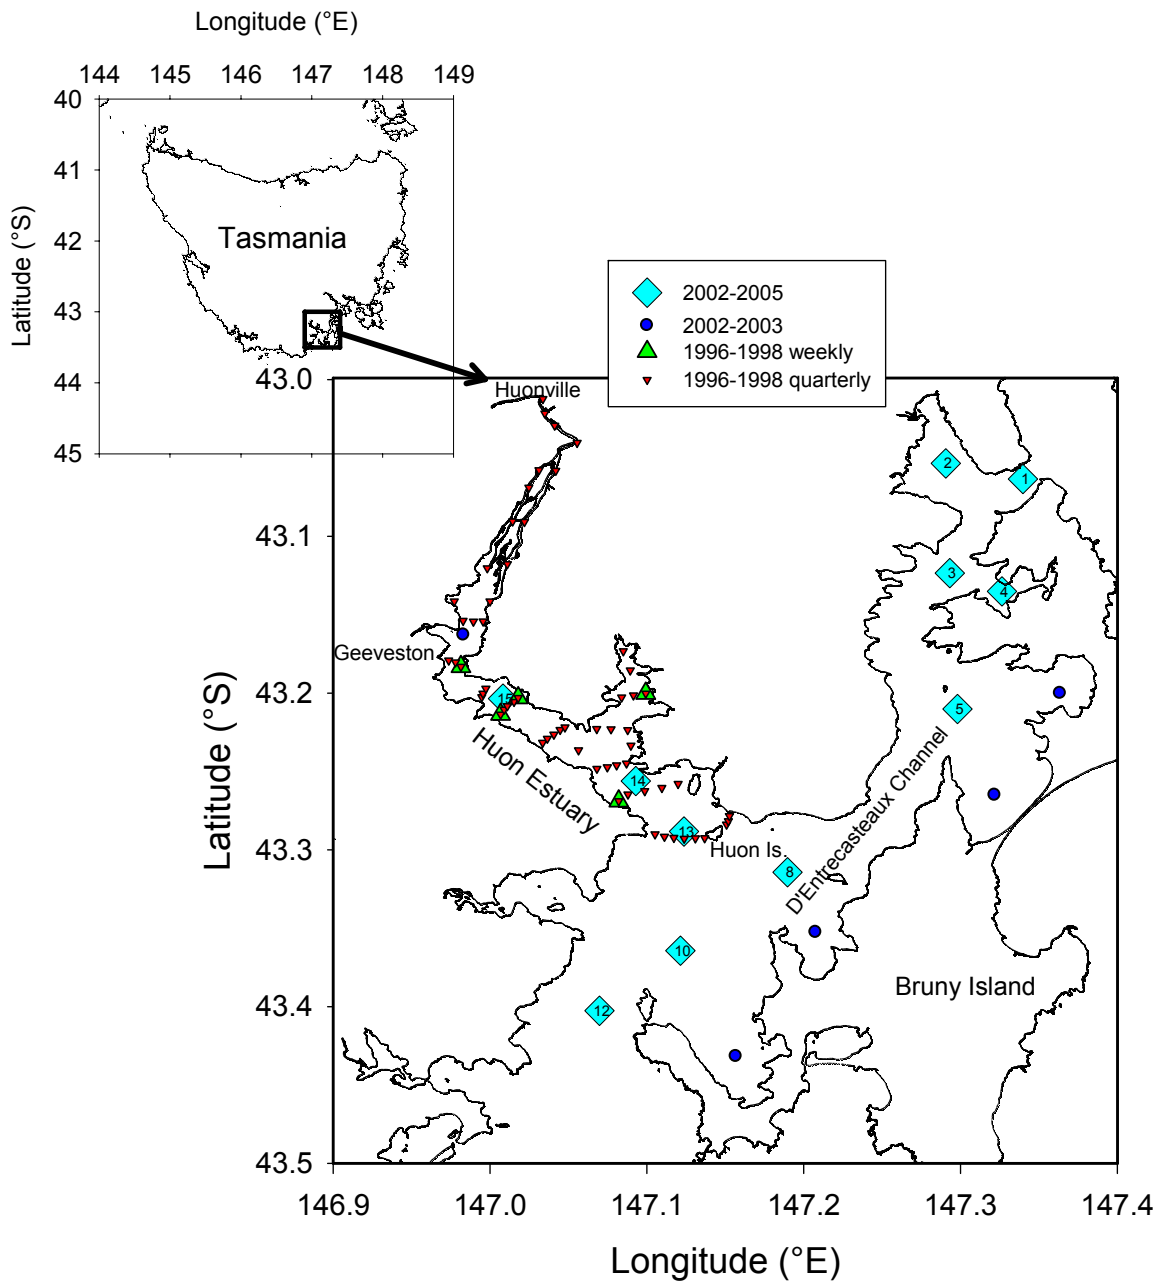 Longitude (°E)
144 145 146 147 148 149
40
41
42
43
44
45
Latitude (°S)
Tasmania
2002-2005
2002-2003
1996-1998 weekly
1996-1998 quarterly
43.0
43.1
43.2
43.3
43.4
43.5
Latitude (°S)
Huonville
2
1
3
4
Geeveston
15
5
Huon Estuary
D'Entrecasteaux Channel
14
13
Huon Is.
8
10
Bruny Island
12
146.9 147.0 147.1 147.2 147.3 147.4
Longitude (°E)